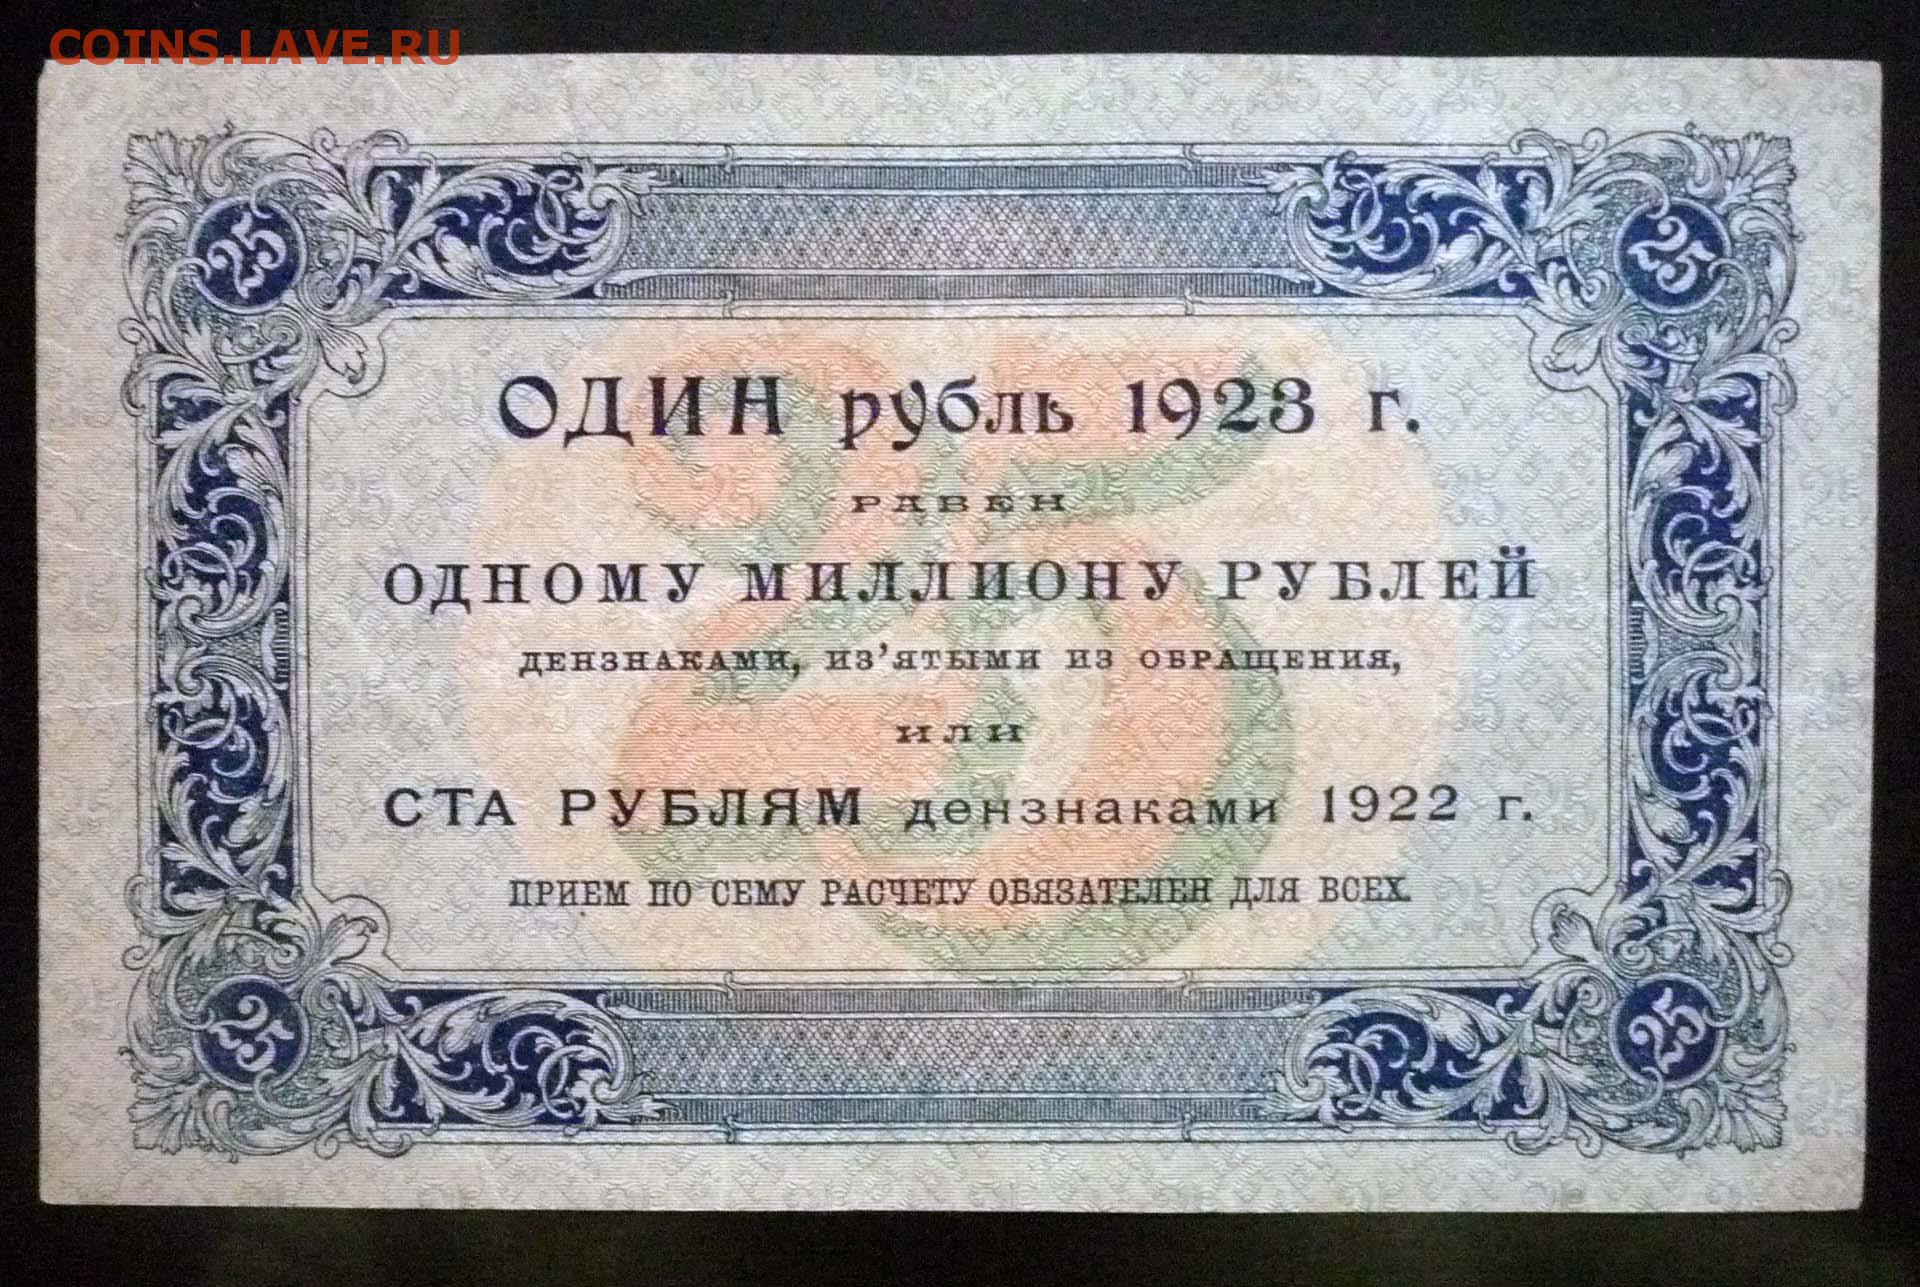 COINS.LAVE.RU
25 25
ОДИН рубль 1923 г.
РАВЕН
ОДНОМУ МИЛЛИОНУ РУБЛЕЙ
ДЕНЗНАКАМИ, ИЗ'ЯТЫМИ ИЗ ОБРАЩЕНИЯ,
ИЛИ
СТА РУБЛЯМ дензнаками 1922 г.
ПРИЕМ ПО СЕМУ РАСЧЕТУ ОБЯЗАТЕЛЕН ДЛЯ ВСЕХ.
25
25 25